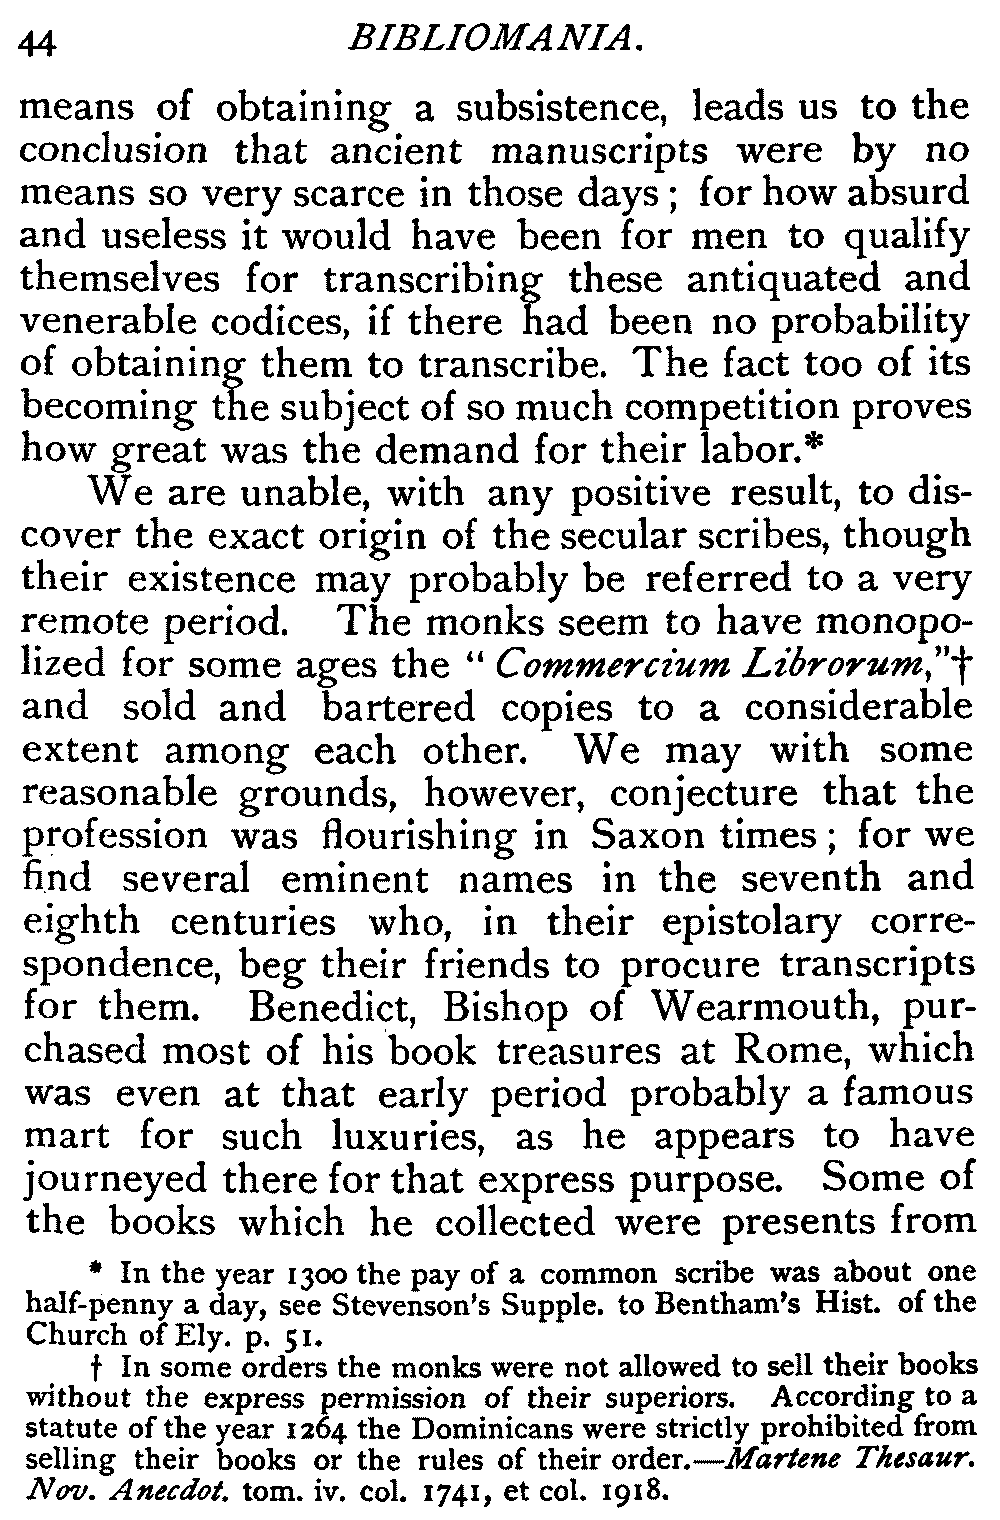 44 BIBLIOMANIA.
means of obtaining a subsistence, leads us to the
conclusion that ancient manuscripts were by no
means so very scarce in those days ; for how absurd
and useless it would have been for men to qualify
themselves for transcribing these antiquated and
venerable codices, if there had been no probability
of obtaining them to transcribe. The fact too of its
becoming the subject of so much competition proves
how great was the demand for their labor.*
We are unable, with any positive result, to dis-
cover the exact origin of the secular scribes, though
their existence may probably be referred to a very
remote period. The monks seem to have monopo-
lized for some ages the “ Commercium Librorum,”†
and sold and bartered copies to a considerable
extent among each other. We may with some
reasonable grounds, however, conjecture that the
profession was flourishing in Saxon times ; for we
find several eminent names in the seventh and
eighth centuries who, in their epistolary corre-
spondence, beg their friends to procure transcripts
for them. Benedict, Bishop of Wearmouth, pur-
chased most of his book treasures at Rome, which
was even at that early period probably a famous
mart for such luxuries, as he appears to have
journeyed there for that express purpose. Some of
the books which he collected were presents from
* In the year 1300 the pay of a common scribe was about one
half-penny a day, see Stevenson's Supple. to Bentham's Hist. of the
Church of Ely. p. 51.
† In some orders the monks were not allowed to sell their books
without the express permission of their superiors. According to a
statute of the year 1264 the Dominicans were strictly prohibited from
selling their books or the rules of their order.—Martene Thesaur.
Nov. Anecdot. tom. iv. col. 1741, et col. 1918.